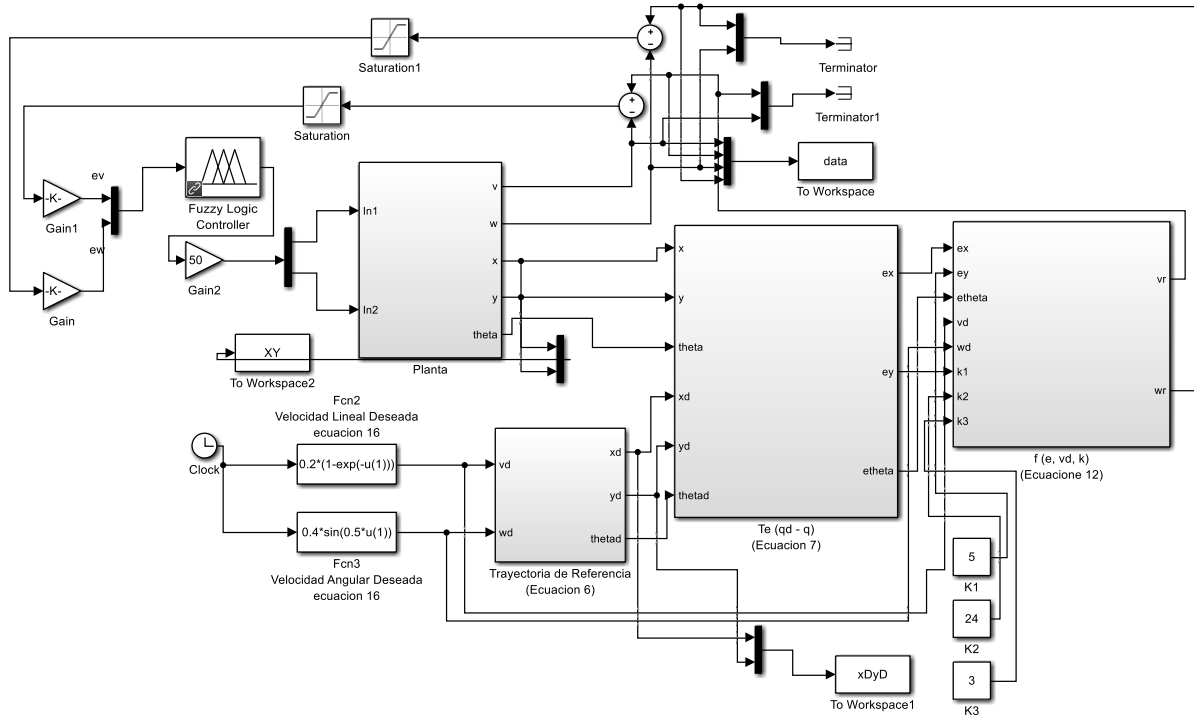 +
−
Saturation1
Terminator
+
−
Saturation
Terminator1
data
To Workspace
ev
-K-
Gain1
Fuzzy Logic
Controller
ew
50
Gain2
-K-
Gain
In1
In2
v
w
x
y
theta
Planta
XY
To Workspace2
x
y
theta
xd
yd
thetad
ex
ey
etheta
Te (qd - q)
(Ecuacion 7)
ex
ey
etheta
vd
wd
k1
k2
k3
vr
wr
f (e, vd, k)
(Ecuacione 12)
Fcn2
Velocidad Lineal Deseada
ecuacion 16
Clock
0.2*(1-exp(-u(1)))
0.4*sin(0.5*u(1))
Fcn3
Velocidad Angular Deseada
ecuacion 16
vd
wd
xd
yd
thetad
Trayectoria de Referencia
(Ecuacion 6)
5
K1
24
K2
3
K3
xDyD
To Workspace1